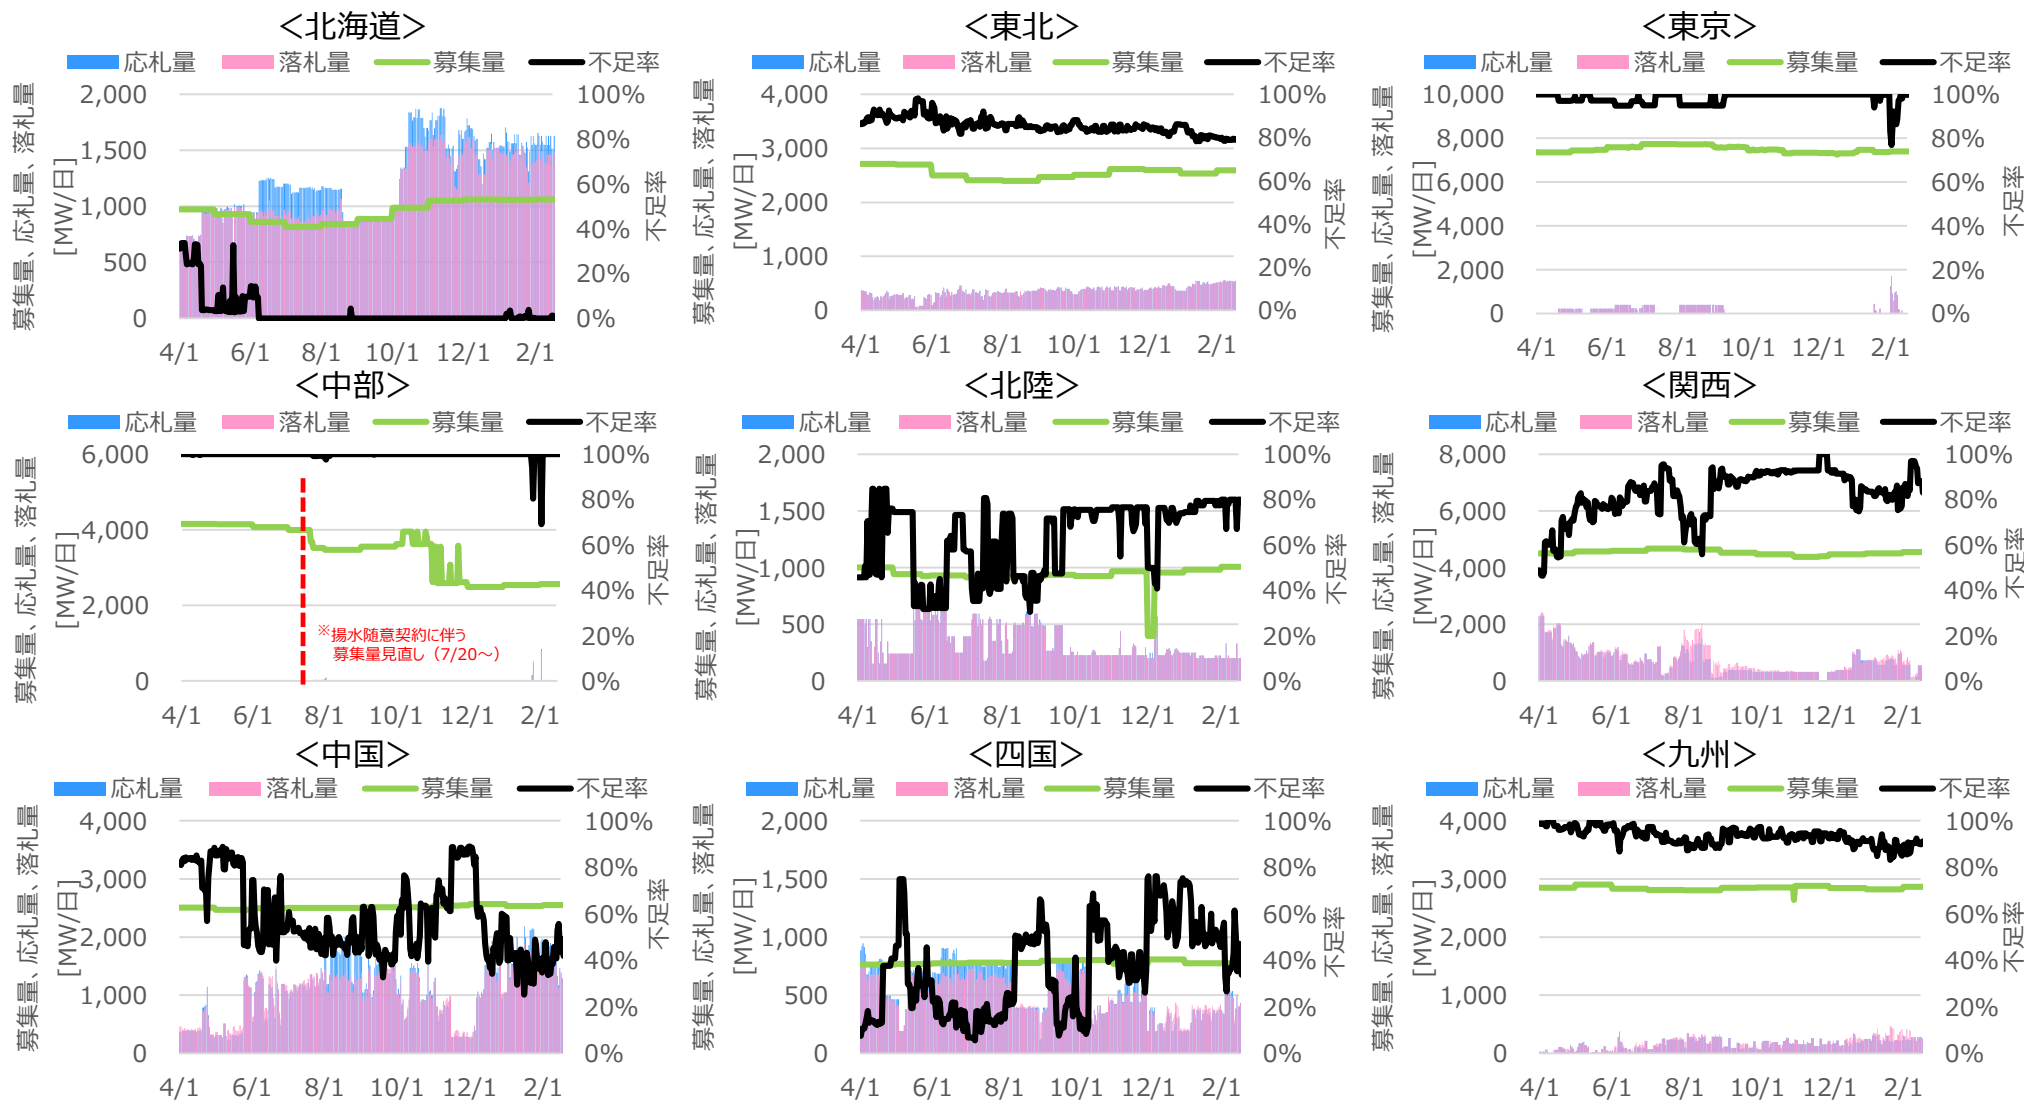 ＜北海道＞
応札量 落札量 募集量 不足率
募集量、応札量、落札量
[MW/日]
2,000
1,500
1,000
500
0
100%
80%
60%
40%
20%
0%
不足率
4/1 6/1 8/1 10/1 12/1 2/1
＜東北＞
応札量 落札量 募集量 不足率
募集量、応札量、落札量
[MW/日]
4,000
3,000
2,000
1,000
0
100%
80%
60%
40%
20%
0%
不足率
4/1 6/1 8/1 10/1 12/1 2/1
＜東京＞
応札量 落札量 募集量 不足率
募集量、応札量、落札量
[MW/日]
10,000
8,000
6,000
4,000
2,000
0
100%
80%
60%
40%
20%
0%
不足率
4/1 6/1 8/1 10/1 12/1 2/1
＜中部＞
応札量 落札量 募集量 不足率
募集量、応札量、落札量
[MW/日]
6,000
4,000
2,000
0
100%
80%
60%
40%
20%
0%
不足率
※揚水随意契約に伴う
募集量見直し（7/20～）
4/1 6/1 8/1 10/1 12/1 2/1
＜北陸＞
応札量 落札量 募集量 不足率
募集量、応札量、落札量
[MW/日]
2,000
1,500
1,000
500
0
100%
80%
60%
40%
20%
0%
不足率
4/1 6/1 8/1 10/1 12/1 2/1
＜関西＞
応札量 落札量 募集量 不足率
募集量、応札量、落札量
[MW/日]
8,000
6,000
4,000
2,000
0
100%
80%
60%
40%
20%
0%
不足率
4/1 6/1 8/1 10/1 12/1 2/1
＜中国＞
応札量 落札量 募集量 不足率
募集量、応札量、落札量
[MW/日]
4,000
3,000
2,000
1,000
0
100%
80%
60%
40%
20%
0%
不足率
4/1 6/1 8/1 10/1 12/1 2/1
＜四国＞
応札量 落札量 募集量 不足率
募集量、応札量、落札量
[MW/日]
2,000
1,500
1,000
500
0
100%
80%
60%
40%
20%
0%
不足率
4/1 6/1 8/1 10/1 12/1 2/1
＜九州＞
応札量 落札量 募集量 不足率
募集量、応札量、落札量
[MW/日]
4,000
3,000
2,000
1,000
0
100%
80%
60%
40%
20%
0%
不足率
4/1 6/1 8/1 10/1 12/1 2/1